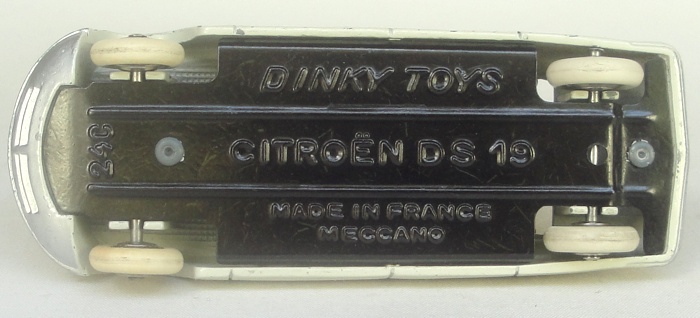 DINKY TOYS
24C
CITROËN DS 19
MADE IN FRANCE
MECCANO